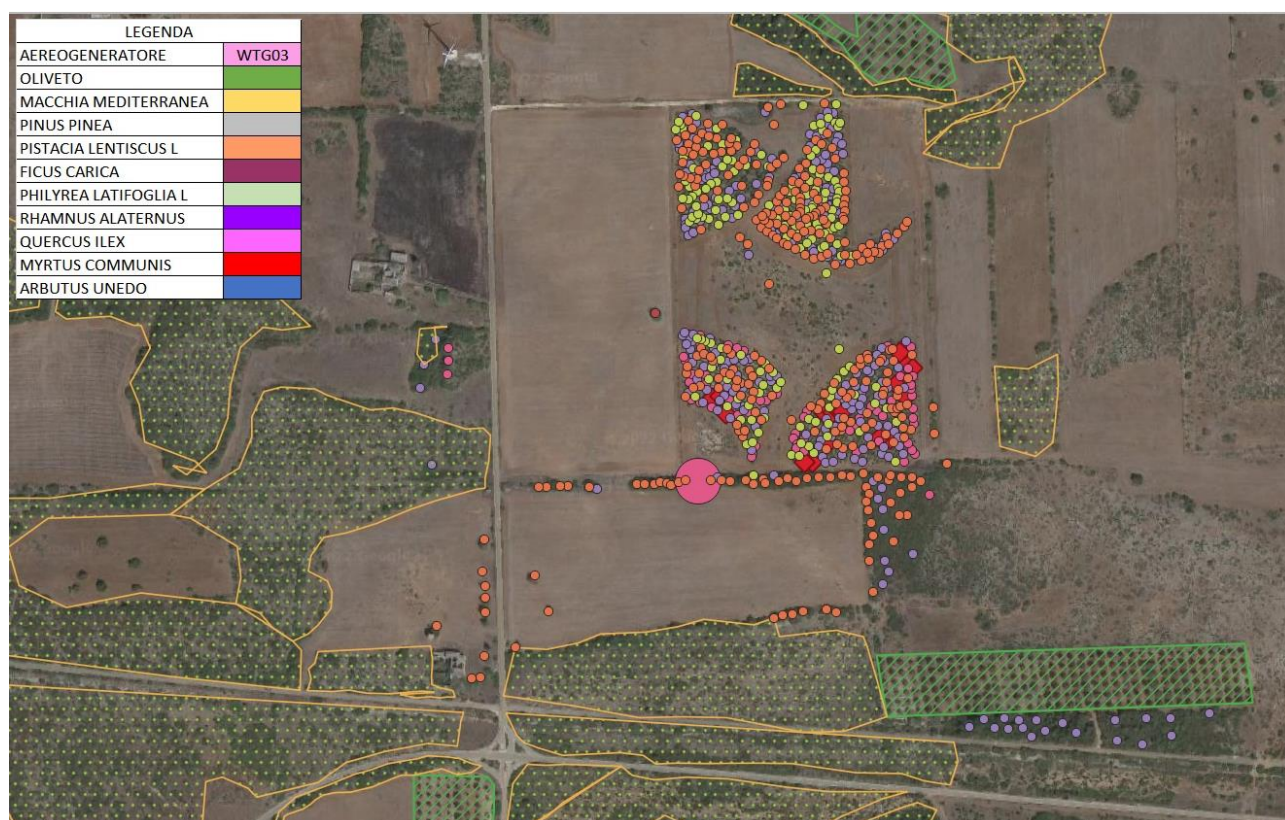 LEGENDA
AEREOGENERATORE WTG03
OLIVETO
MACCHIA MEDITERRANEA
PINUS PINEA
PISTACIA LENTISCUS L
FICUS CARICA
PHILYREA LATIFOGLIA L
RHAMNUS ALATERNUS
QUERCUS ILEX
MYRTUS COMMUNIS
ARBUTUS UNEDO